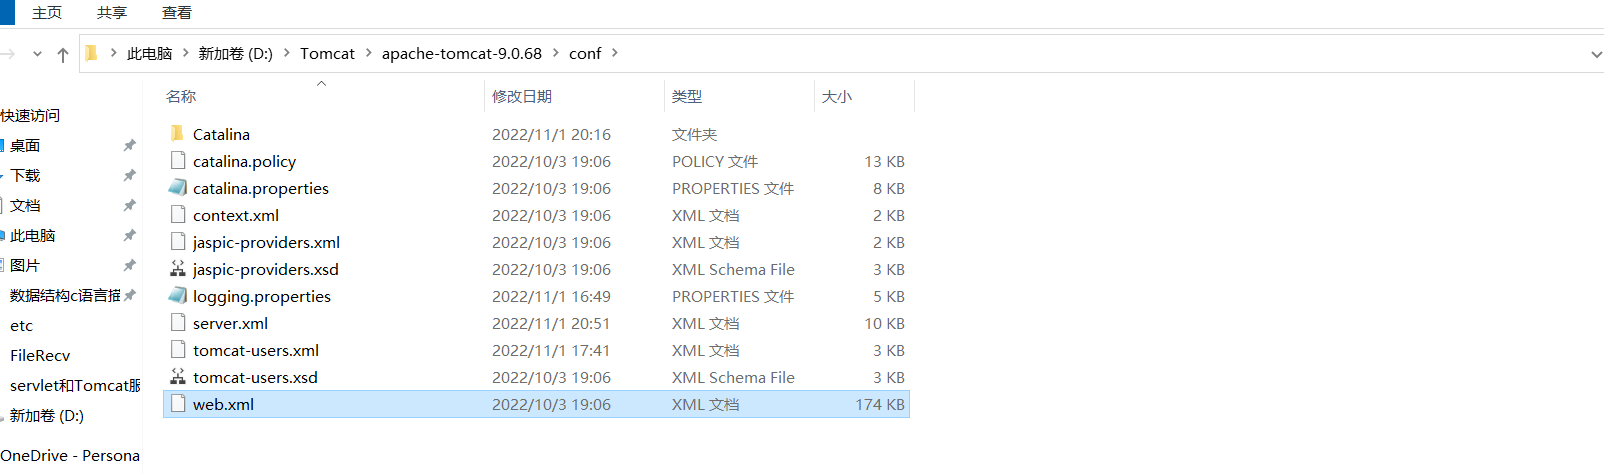 主页 共享 查看
此电脑 新加卷 (D:) Tomcat apache-tomcat-9.0.68 conf
名称 修改日期 类型 大小
快速访问
桌面
下载
文档
此电脑
图片
数据结构c语言描
etc
FileRecv
servlet和Tomcat服
新加卷 (D:)
OneDrive - Persona
Catalina 2022/11/1 20:16 文件夹
catalina.policy 2022/10/3 19:06 POLICY 文件 13 KB
catalina.properties 2022/10/3 19:06 PROPERTIES 文件 8 KB
context.xml 2022/10/3 19:06 XML 文档 2 KB
jaspic-providers.xml 2022/10/3 19:06 XML 文档 2 KB
jaspic-providers.xsd 2022/10/3 19:06 XML Schema File 3 KB
logging.properties 2022/11/1 16:49 PROPERTIES 文件 5 KB
server.xml 2022/11/1 20:51 XML 文档 10 KB
tomcat-users.xml 2022/11/1 17:41 XML 文档 3 KB
tomcat-users.xsd 2022/10/3 19:06 XML Schema File 3 KB
web.xml 2022/10/3 19:06 XML 文档 174 KB